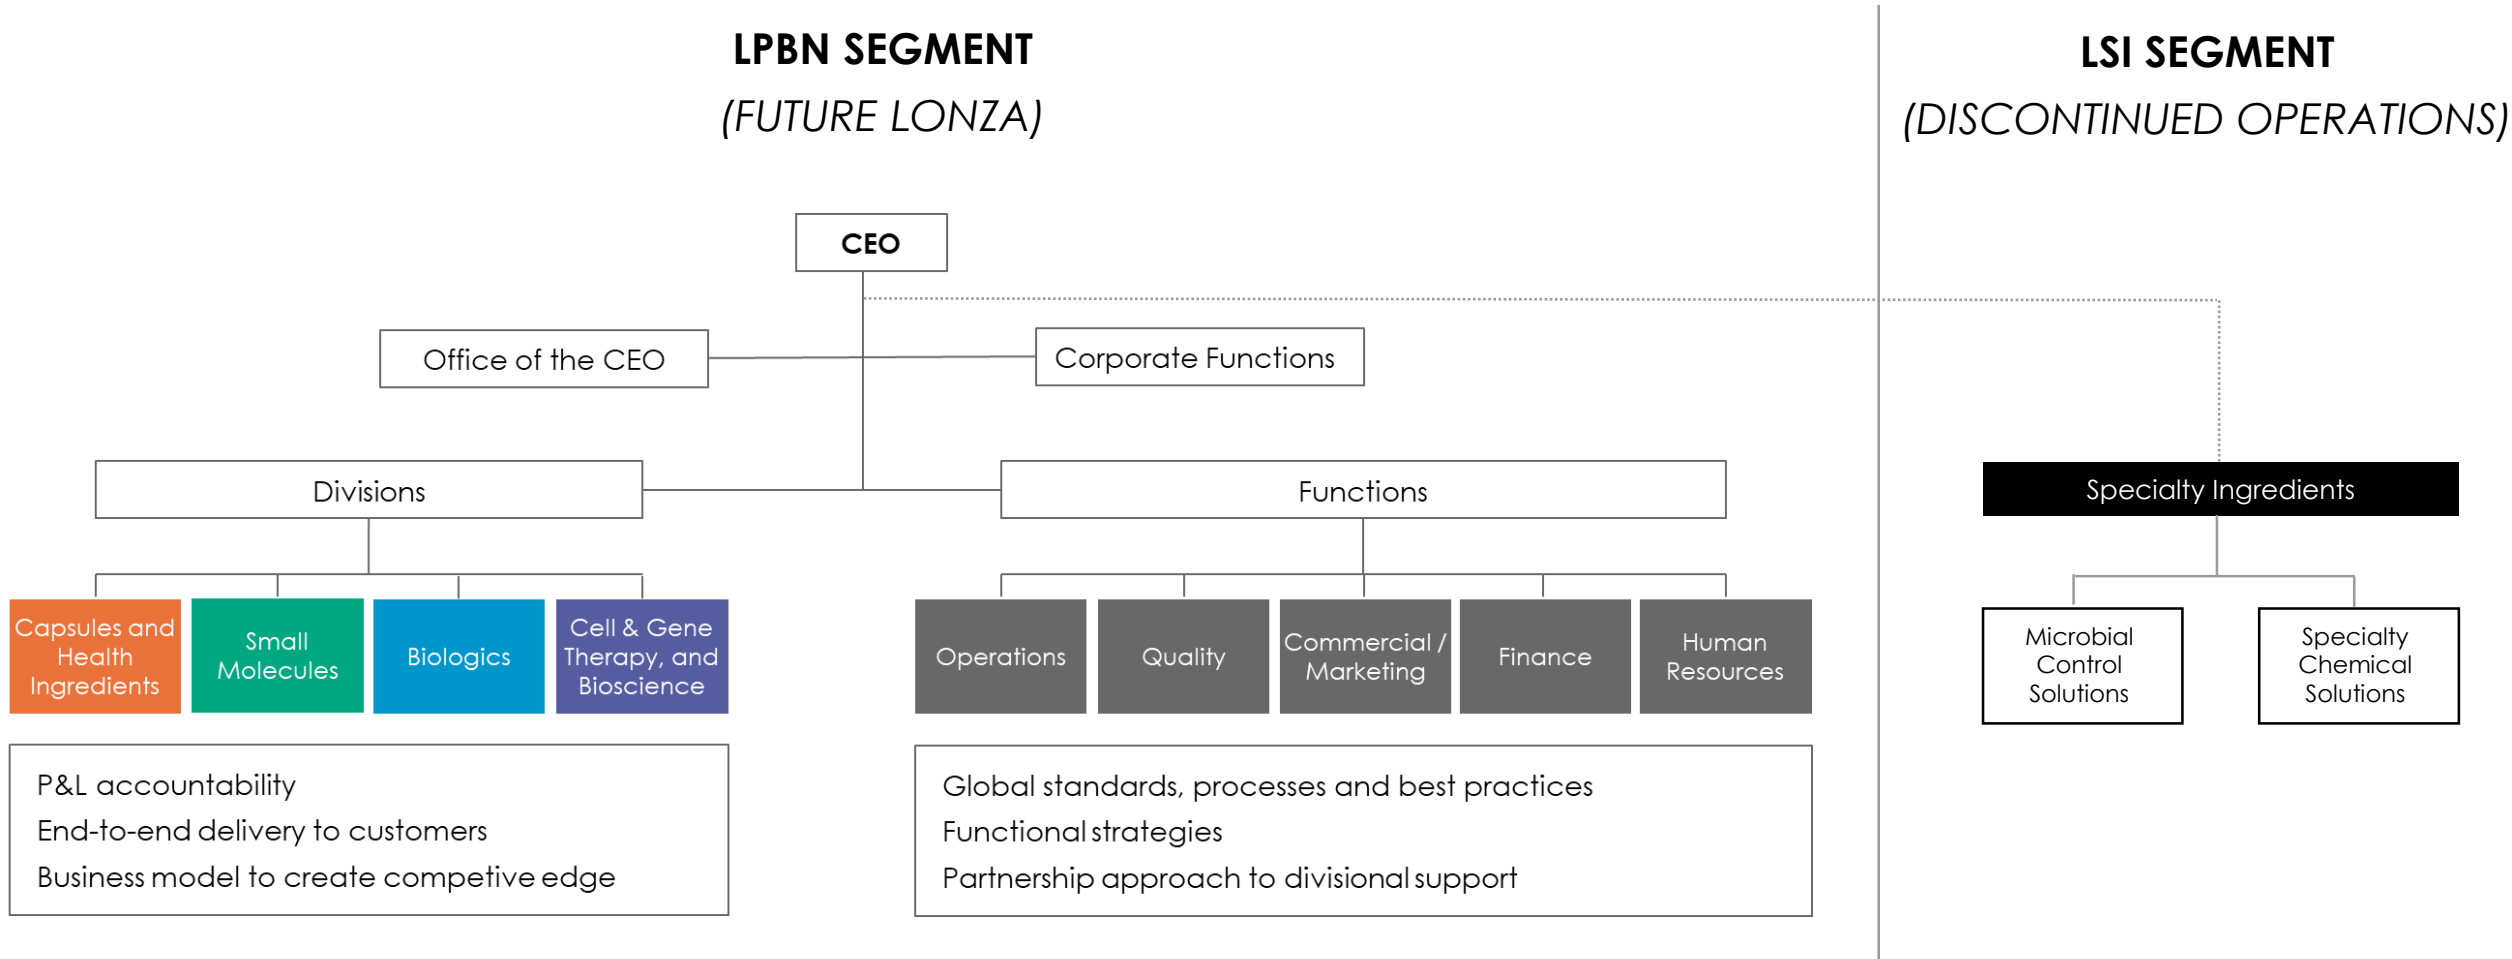 LPBN SEGMENT
(FUTURE LONZA)
LSI SEGMENT
(DISCONTINUED OPERATIONS)
CEO
Office of the CEO
Corporate Functions
Divisions
Functions
Specialty Ingredients
Capsules and
Health
Ingredients
Small
Molecules
Biologics
Cell & Gene
Therapy, and
Bioscience
Operations
Quality
Commercial /
Marketing
Finance
Human
Resources
Microbial
Control
Solutions
Specialty
Chemical
Solutions
P&L accountability
End-to-end delivery to customers
Business model to create competive edge
Global standards, processes and best practices
Functional strategies
Partnership approach to divisional support